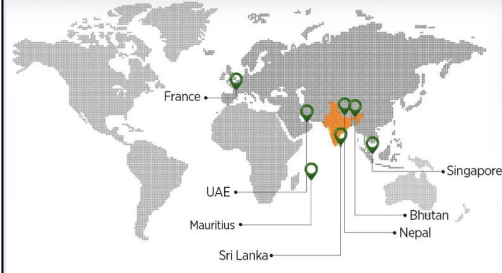 France
Singapore
UAE
Bhutan
Mauritius
Nepal
Sri Lanka